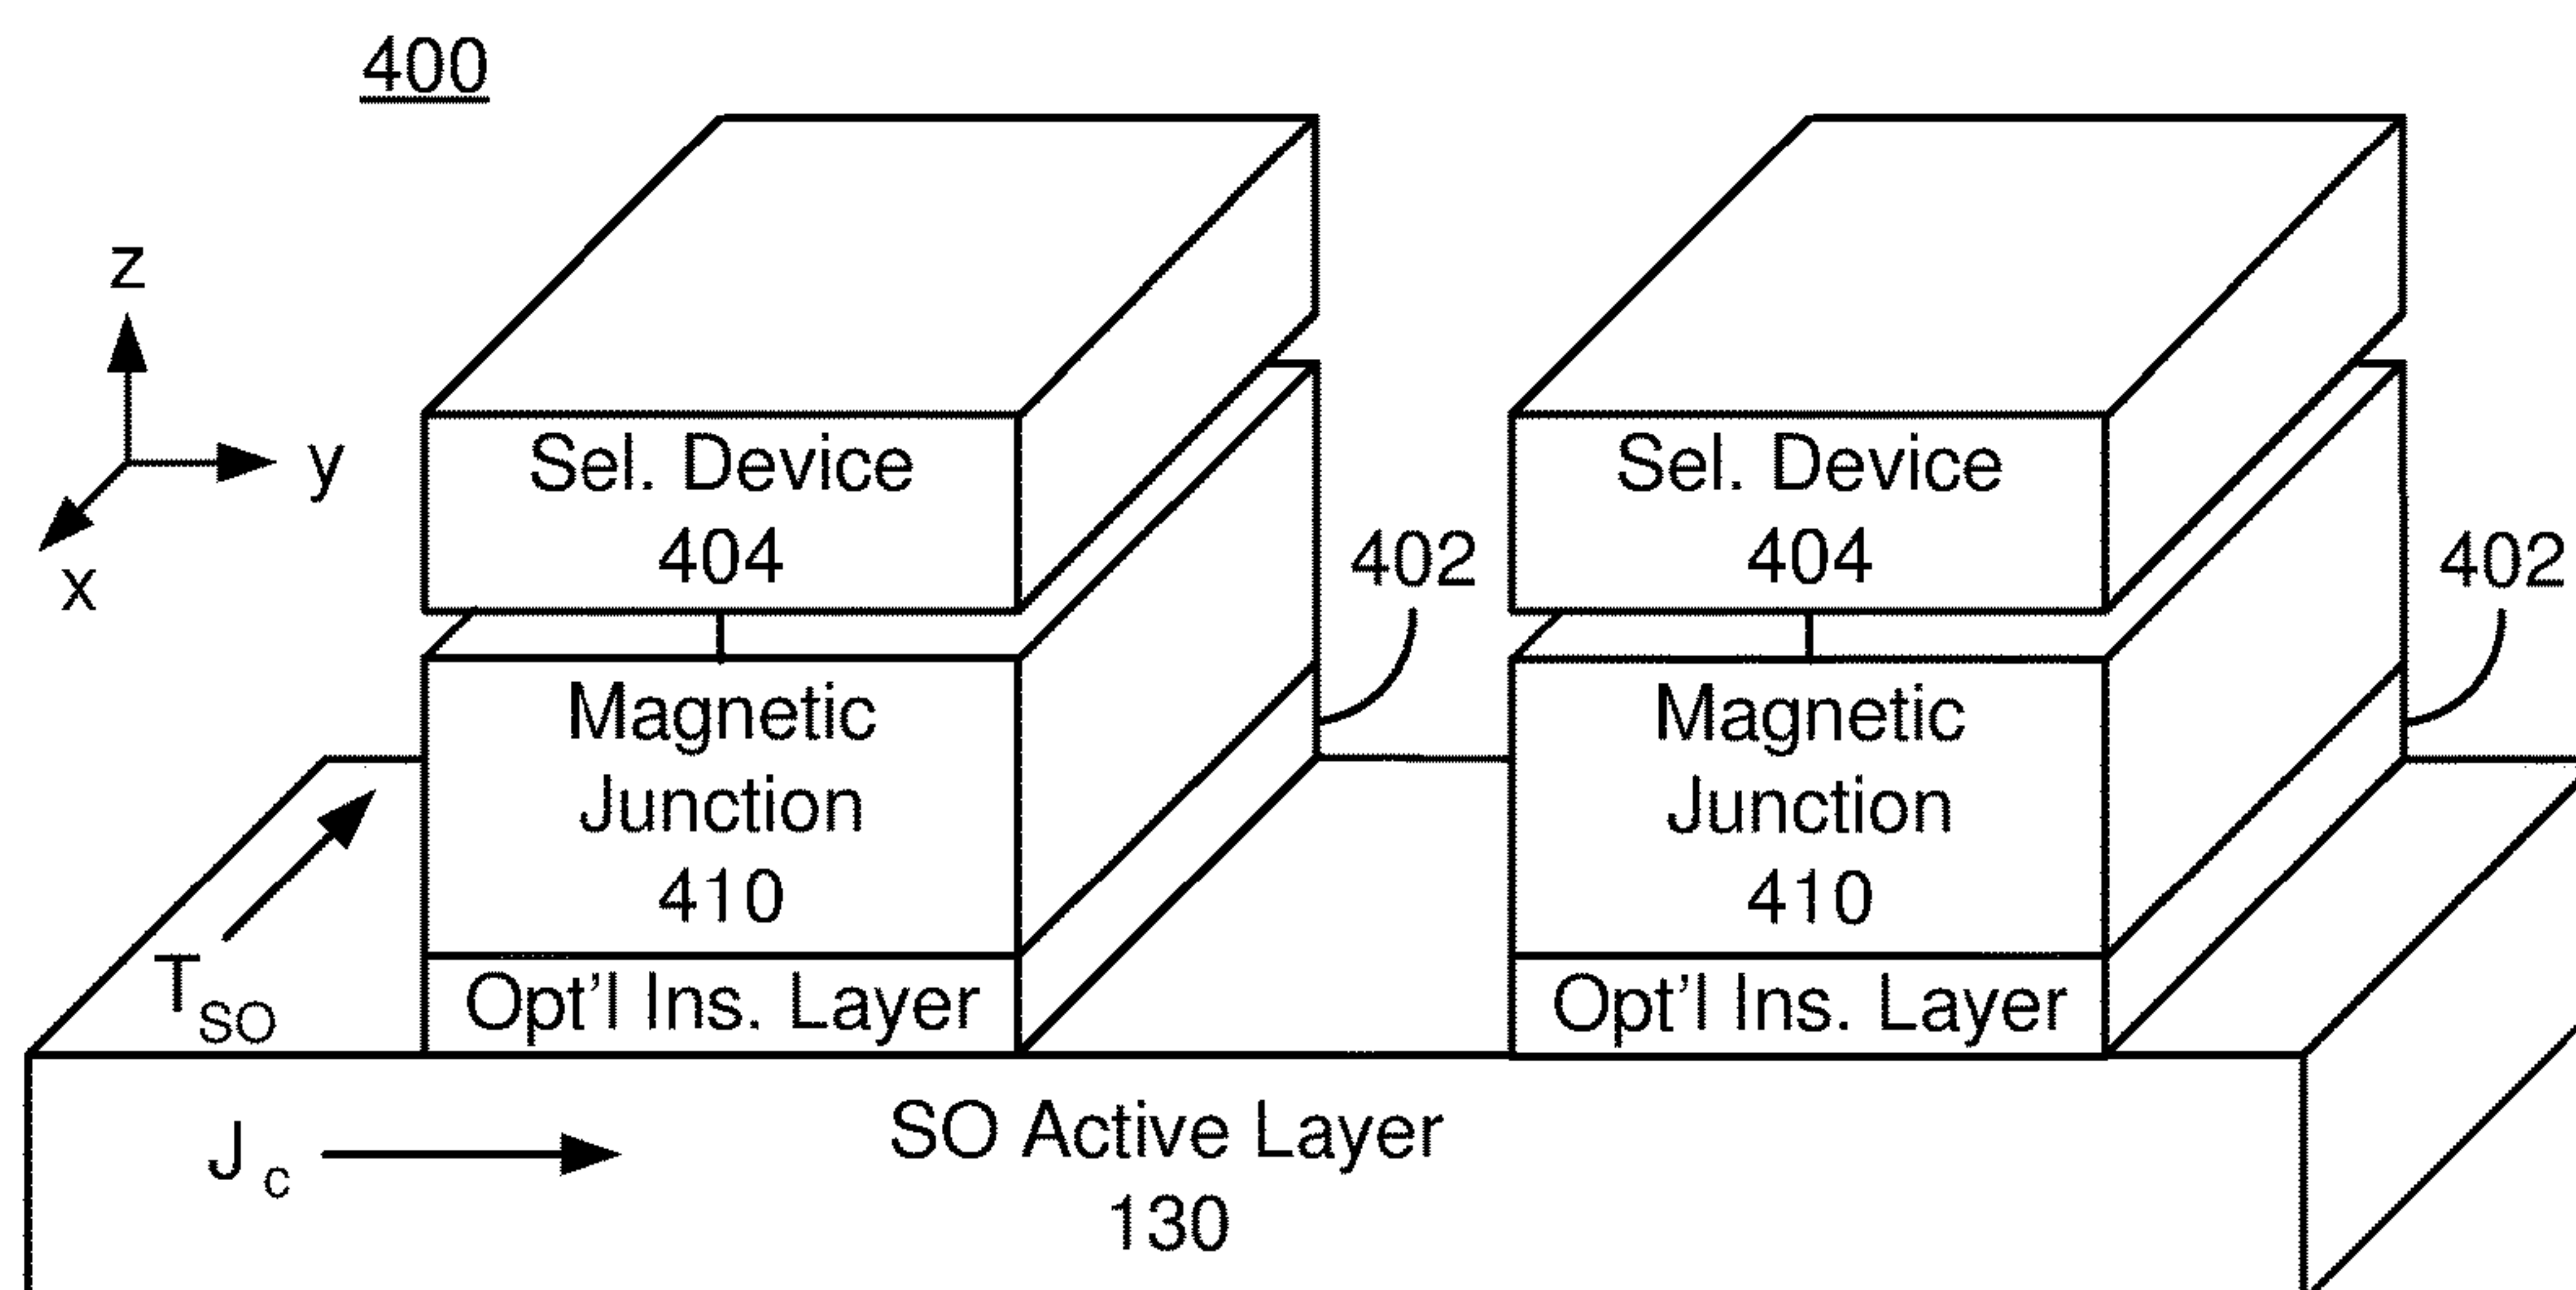 400
z
y
x
Sel. Device
404
Sel. Device
404
402
402
Magnetic
Junction
410
Magnetic
Junction
410
Opt'l Ins. Layer
Opt'l Ins. Layer
TSO
Jc
SO Active Layer
130